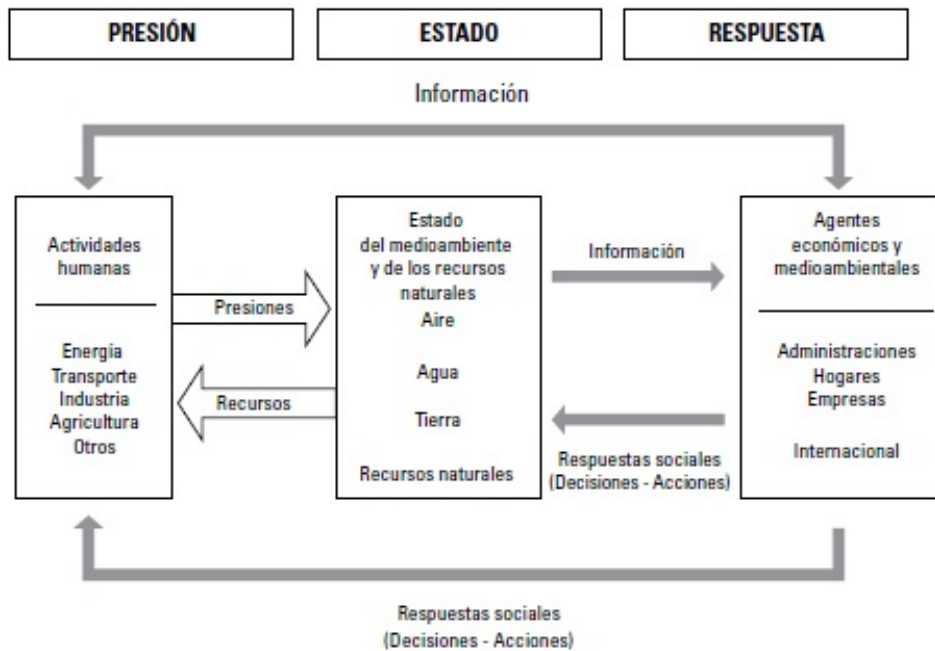 PRESIÓN
ESTADO
RESPUESTA
Información
Actividades
humanas
Energía
Transporte
Industria
Agricultura
Otros
Presiones
Recursos
Estado
del medioambiente
y de los recursos
naturales
Aire
Agua
Tierra
Recursos naturales
Información
Respuestas sociales
(Decisiones - Acciones)
Agentes
económicos y
medioambientales
Administraciones
Hogares
Empresas
Internacional
Respuestas sociales
(Decisiones - Acciones)